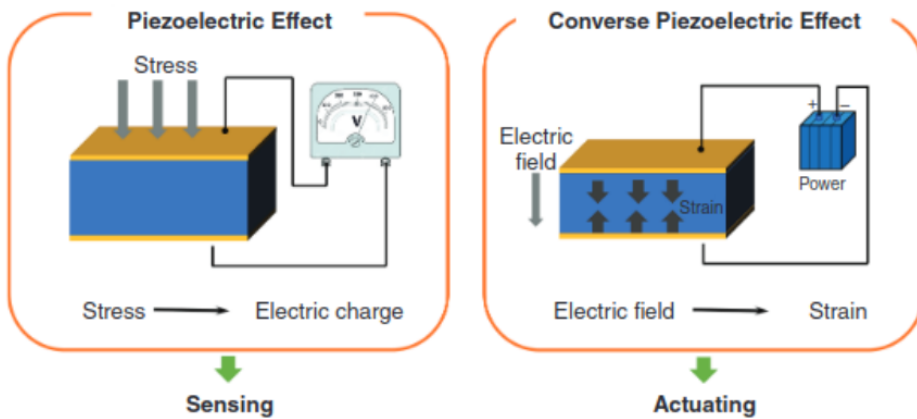 Piezoelectric Effect
Stress
V
Stress
Electric charge
Sensing
Converse Piezoelectric Effect
Electric
field
+ −
Power
Strain
Electric field
Strain
Actuating